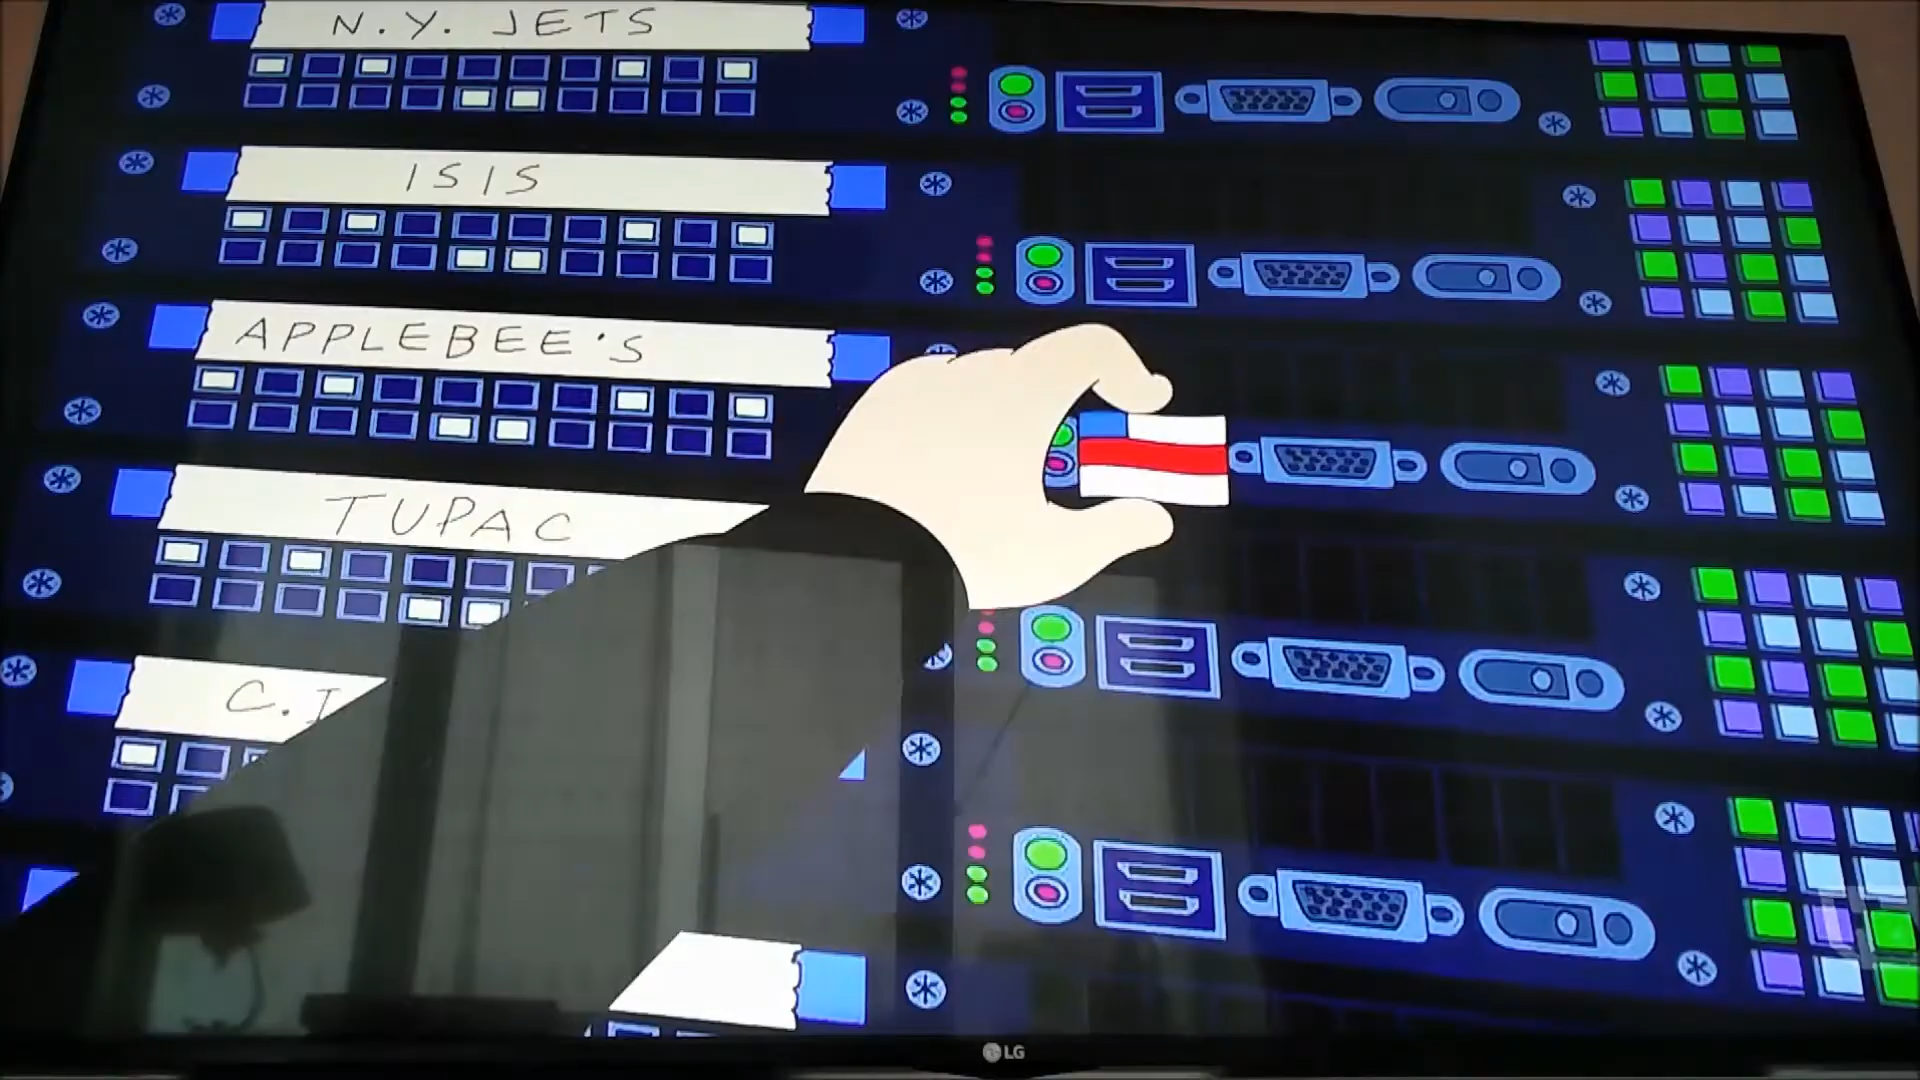 N.Y. JETS
ISIS
APPLEBEE'S
TUPAC
C.I
LG